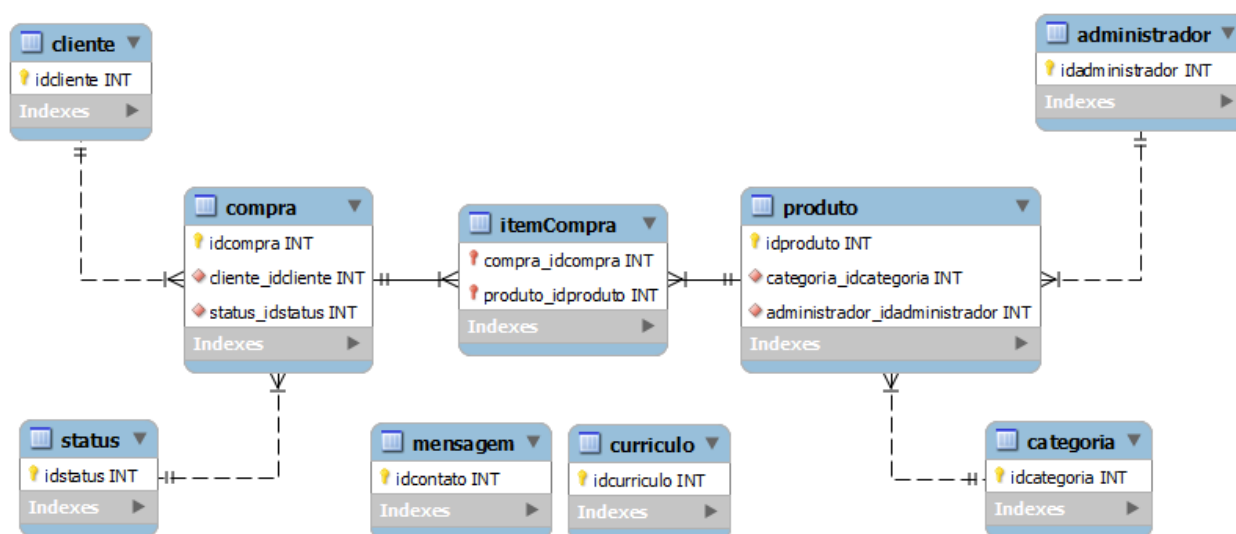 cliente
idcliente INT
Indexes
administrador
idadministrador INT
Indexes
compra
idcompra INT
cliente_idcliente INT
status_idstatus INT
Indexes
itemCompra
compra_idcompra INT
produto_idproduto INT
Indexes
produto
idproduto INT
categoria_idcategoria INT
administrador_idadministrador INT
Indexes
status
idstatus INT
Indexes
mensagem
idcontato INT
Indexes
curriculo
idcurriculo INT
Indexes
categoria
idcategoria INT
Indexes